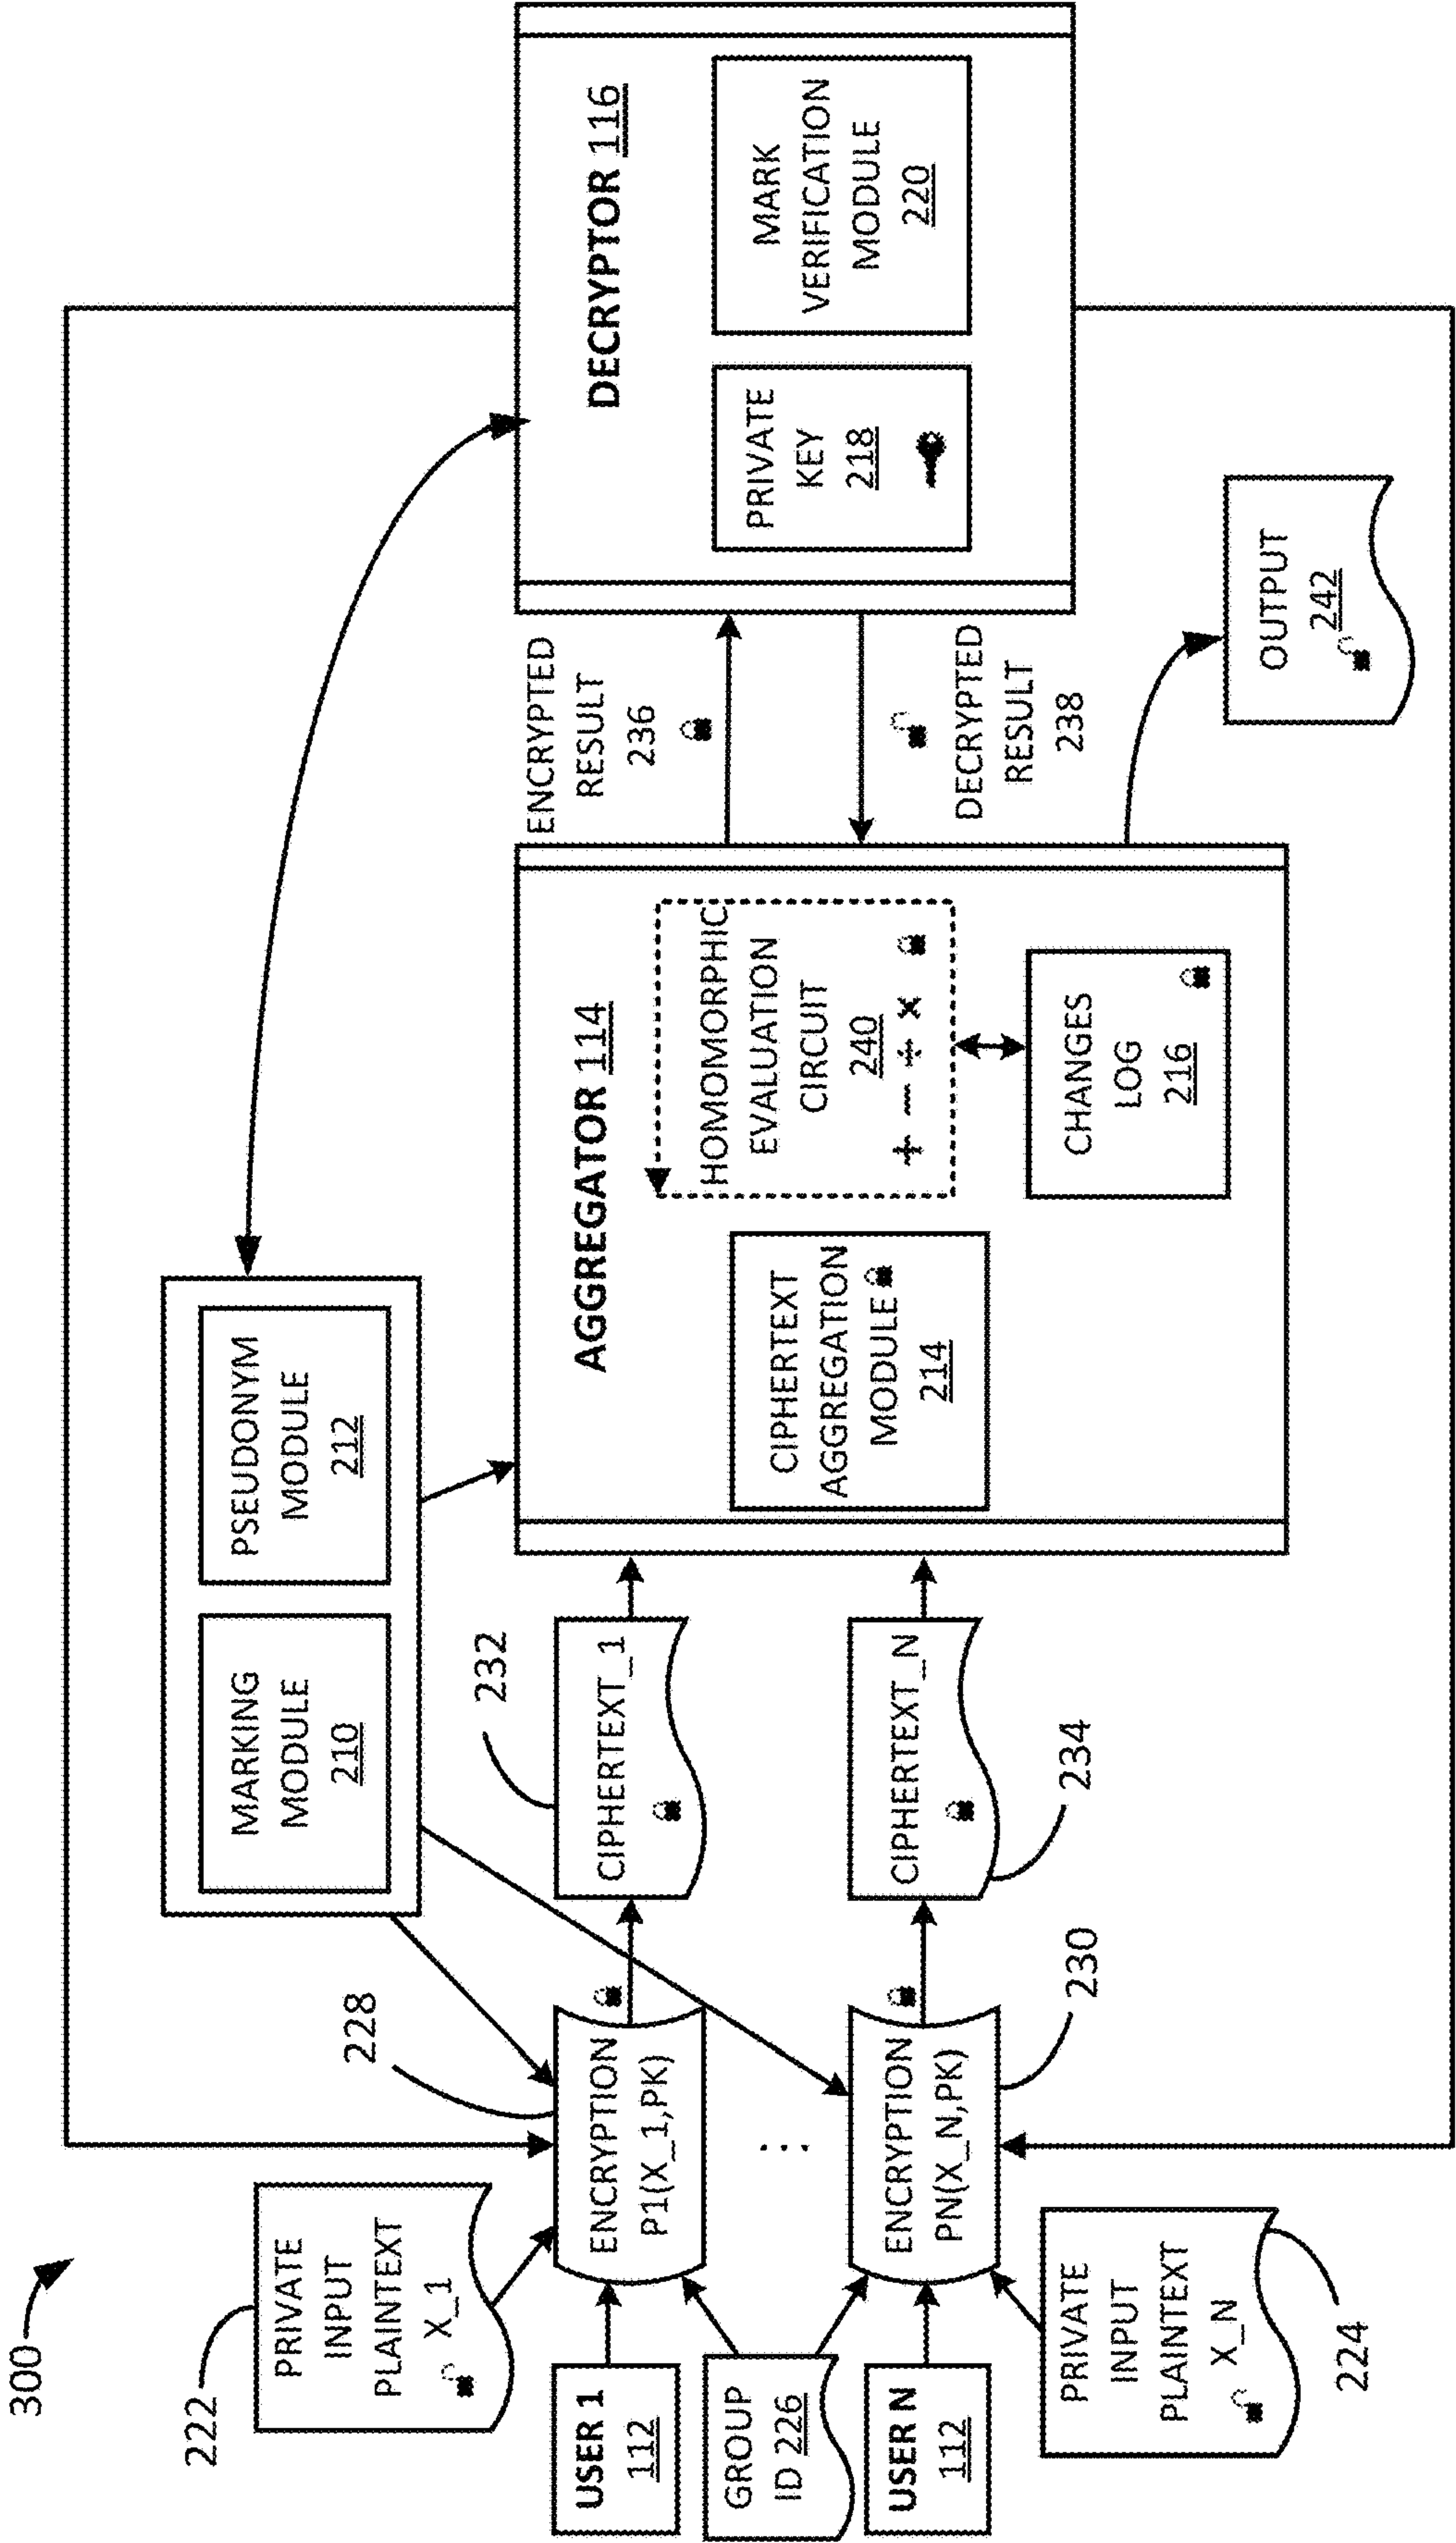 300
222
PRIVATE
INPUT
PLAINTEXT
X_1
USER 1
112
GROUP
ID 226
USER N
112
PRIVATE
INPUT
PLAINTEXT
X_N
224
228
ENCRYPTION
P1(X_1,PK)
...
ENCRYPTION
PN(X_N,PK)
230
MARKING
MODULE
210
PSEUDONYM
MODULE
212
232
CIPHERTEXT_1
CIPHERTEXT_N
234
AGGREGATOR 114
CIPHERTEXT
AGGREGATION
MODULE
214
HOMOMORPHIC
EVALUATION
CIRCUIT
240
+ − ÷ ×
CHANGES
LOG
216
ENCRYPTED
RESULT
236
DECRYPTED
RESULT
238
DECRYPTOR 116
PRIVATE
KEY
218
MARK
VERIFICATION
MODULE
220
OUTPUT
242